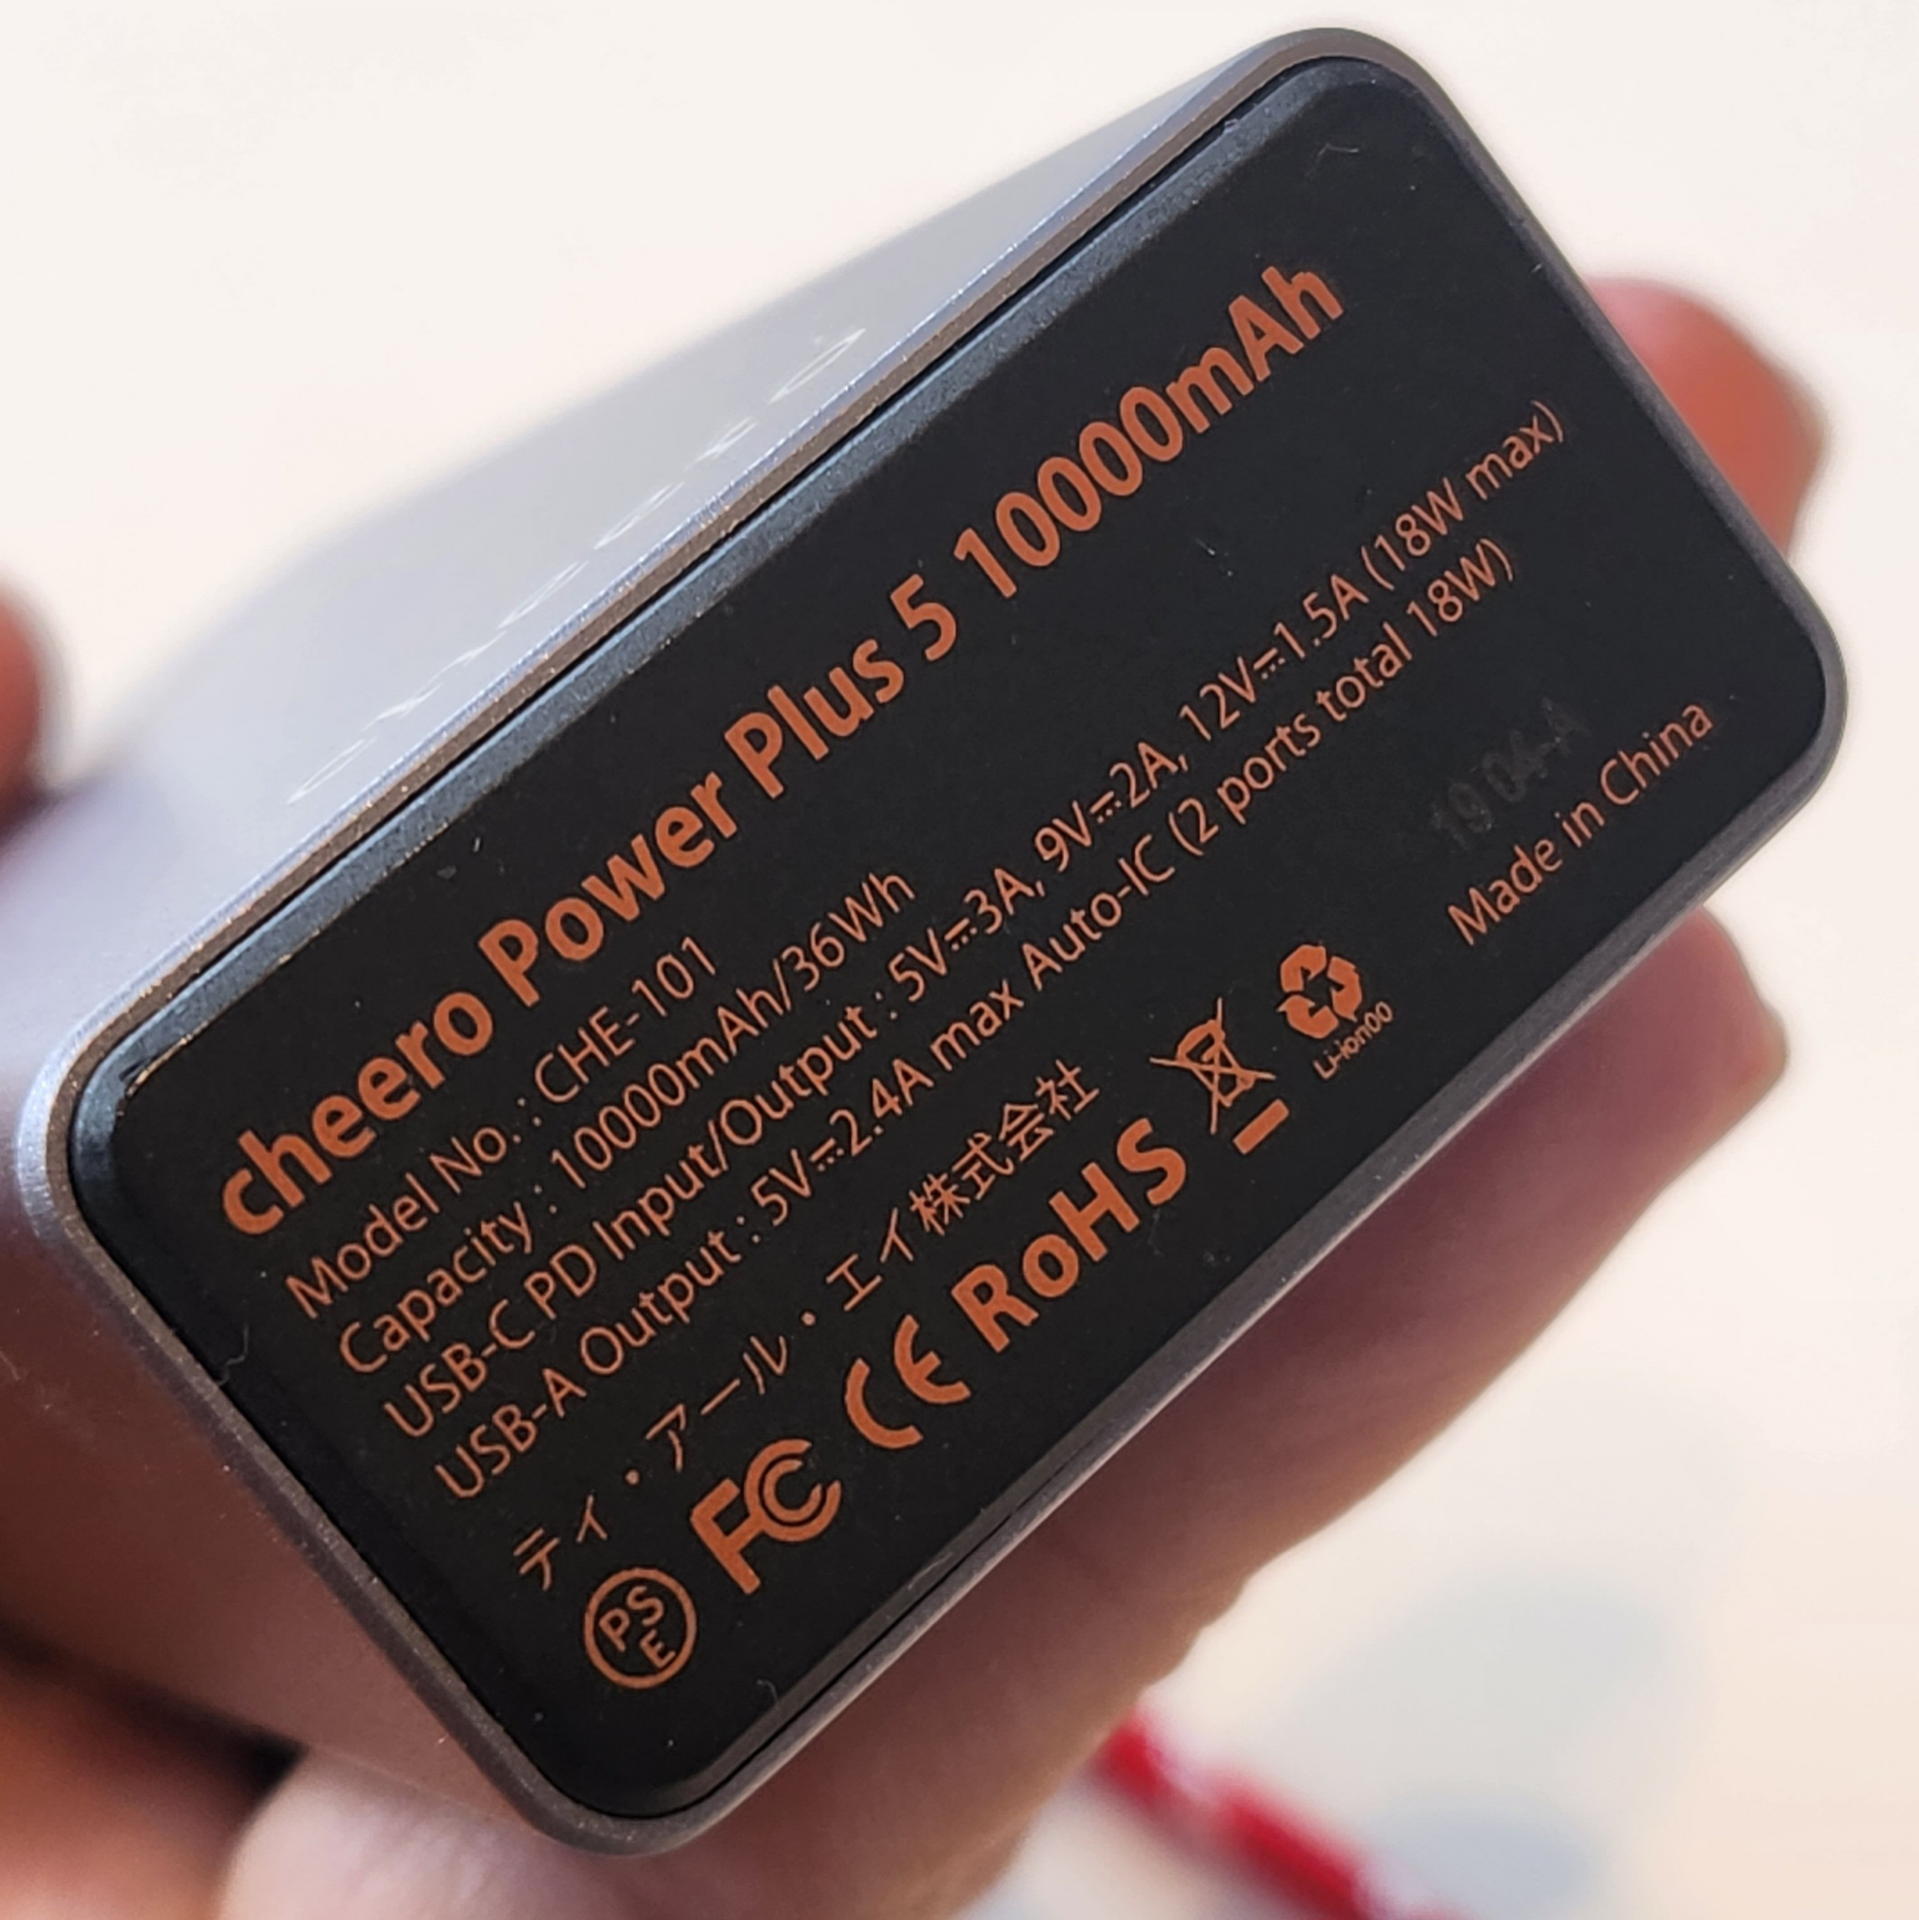 cheero Power Plus 5 10000mAh
Model No. : CHE-101
Capacity : 10000mAh/36Wh
USB-C PD Input/Output : 5V⎓3A, 9V⎓2A, 12V⎓1.5A (18W max)
USB-A Output : 5V⎓2.4A max Auto-IC (2 ports total 18W)
ティ・アール・エイ株式会社
19 04-A
PSE FC CE RoHS Li-ion00
Made in China